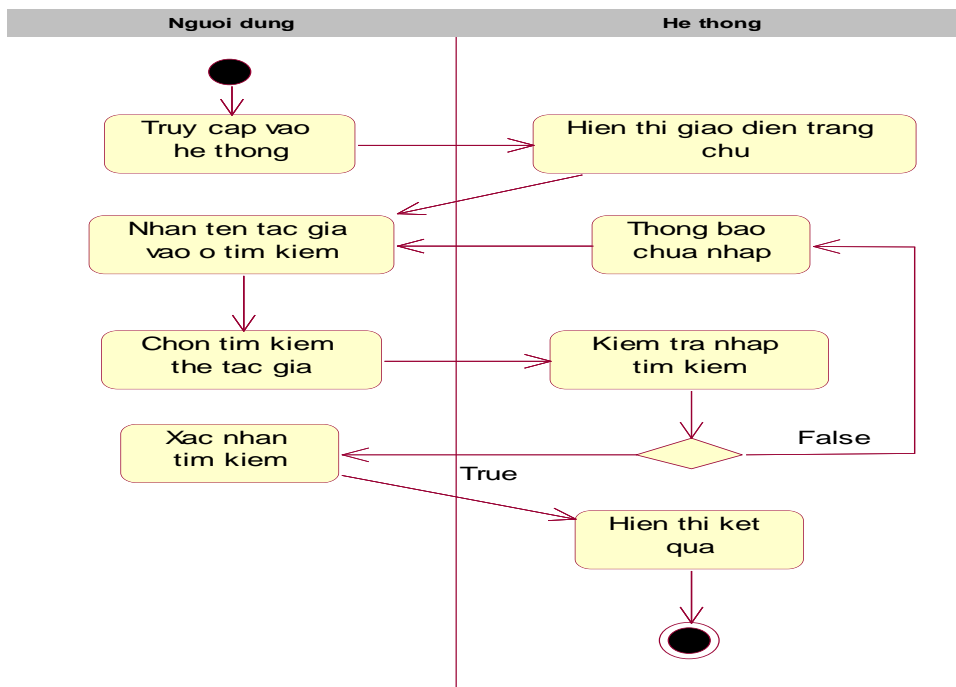 Nguoi dung
He thong
Truy cap vao
he thong
Hien thi giao dien trang
chu
Nhan ten tac gia
vao o tim kiem
Thong bao
chua nhap
Chon tim kiem
the tac gia
Kiem tra nhap
tim kiem
Xac nhan
tim kiem
False
True
Hien thi ket
qua